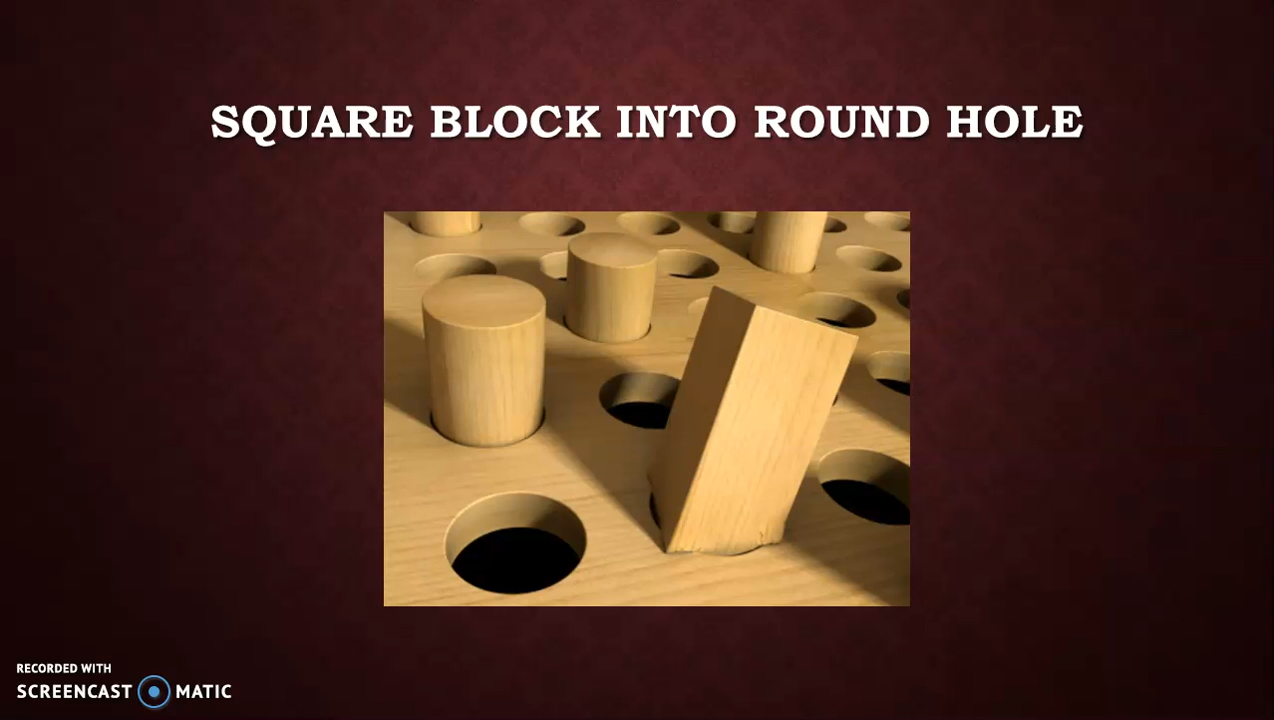 SQUARE BLOCK INTO ROUND HOLE
RECORDED WITH
SCREENCAST MATIC